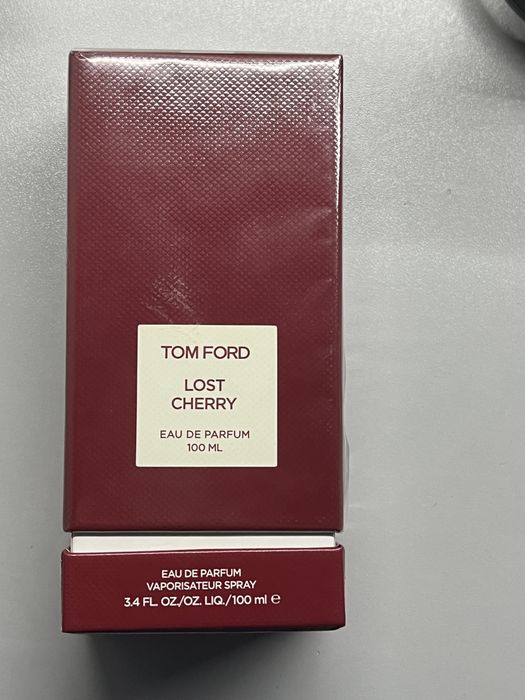 TOM FORD
LOST
CHERRY
EAU DE PARFUM
100 ML
EAU DE PARFUM
VAPORISATEUR SPRAY
3.4 FL. OZ./OZ. LIQ./100 ml ℮